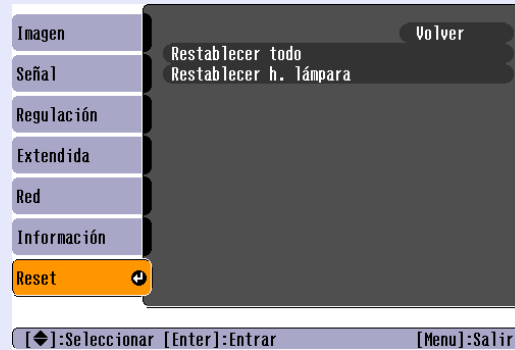 Imagen
Señal
Regulación
Extendida
Red
Información
Reset
Volver
Restablecer todo
Restablecer h. lámpara
[◆]:Seleccionar [Enter]:Entrar [Menu]:Salir